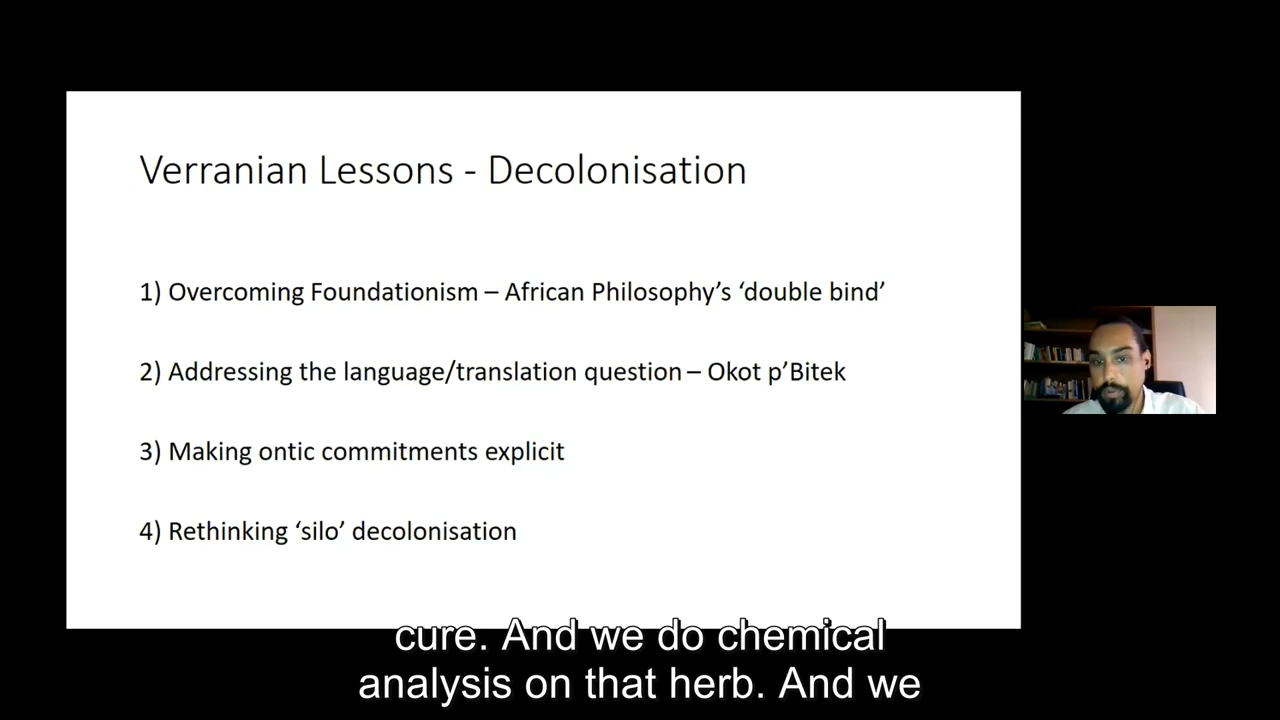 Verranian Lessons - Decolonisation
1) Overcoming Foundationism – African Philosophy’s ‘double bind’
2) Addressing the language/translation question – Okot p’Bitek
3) Making ontic commitments explicit
4) Rethinking ‘silo’ decolonisation
cure. And we do chemical
analysis on that herb. And we